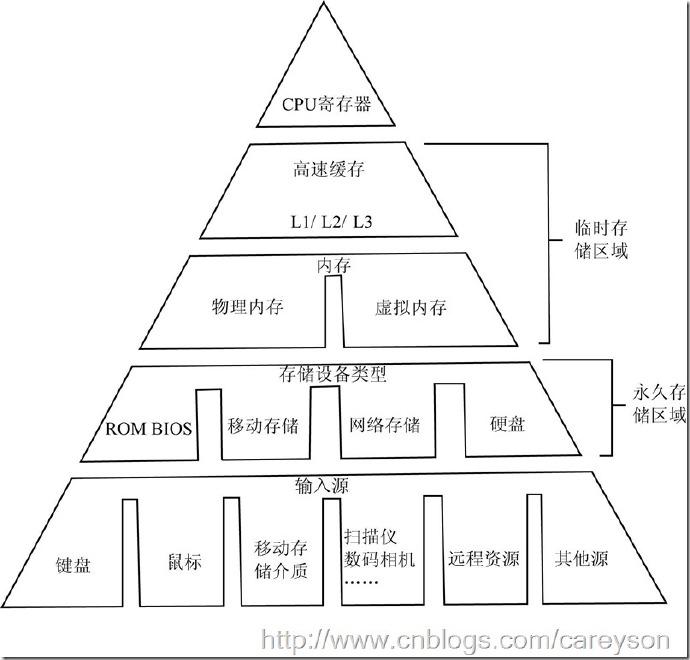 CPU寄存器
高速缓存
L1/ L2/ L3
临时存
储区域
内存
物理内存
虚拟内存
存储设备类型
ROM BIOS
移动存储
网络存储
硬盘
永久存
储区域
输入源
键盘
鼠标
移动存
储介质
扫描仪
数码相机
……
远程资源
其他源
http://www.cnblogs.com/careyson